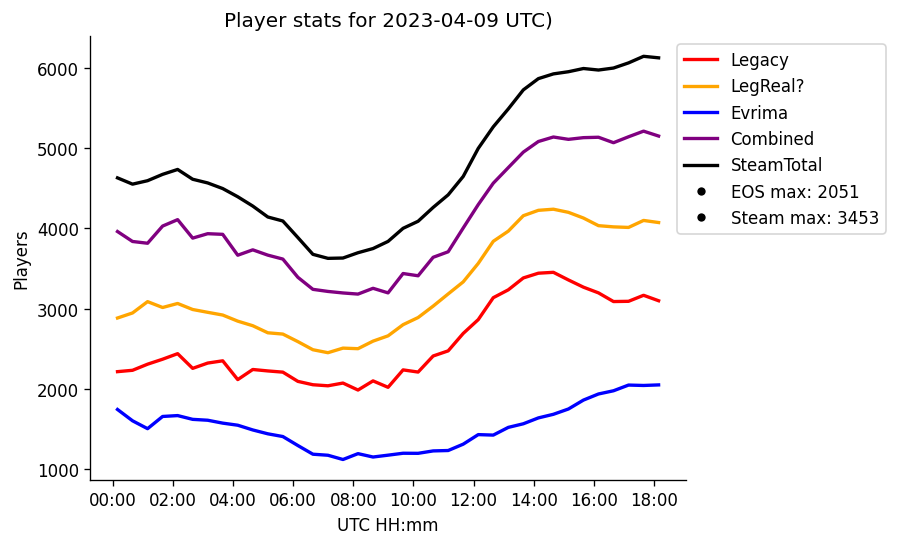 Player stats for 2023-04-09 UTC)
Legacy
LegReal?
Evrima
Combined
SteamTotal
EOS max: 2051
Steam max: 3453
Players
6000
5000
4000
3000
2000
1000
00:00 02:00 04:00 06:00 08:00 10:00 12:00 14:00 16:00 18:00
UTC HH:mm